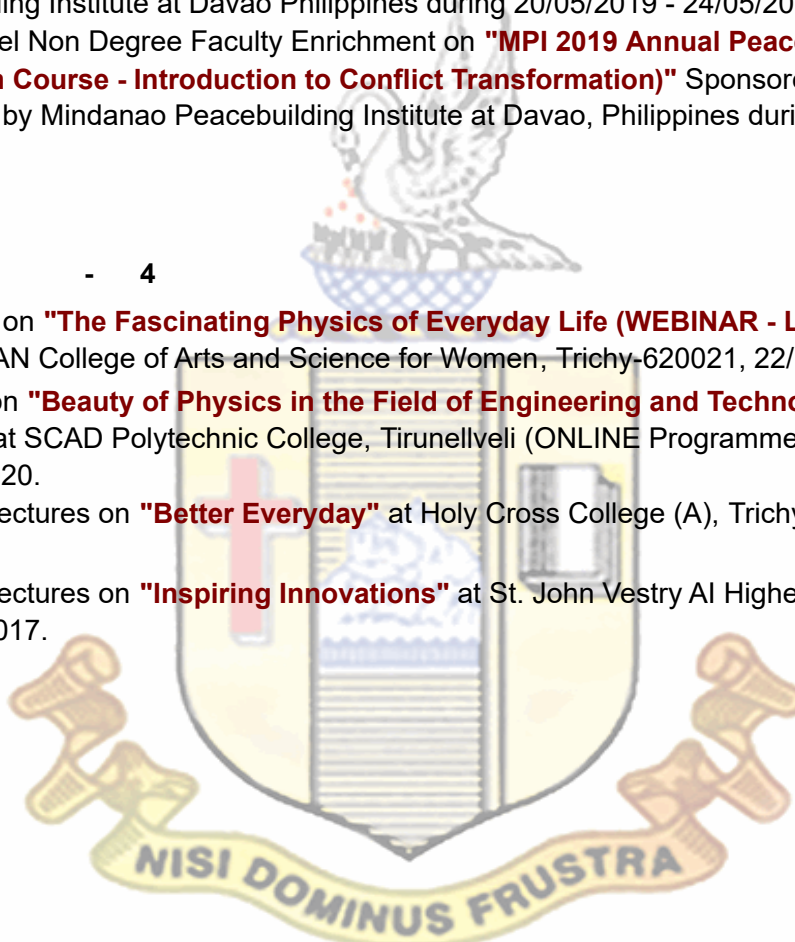 ding Institute at Davao Philippines during 20/05/2019 - 24/05/20
el Non Degree Faculty Enrichment on "MPI 2019 Annual Peac
n Course - Introduction to Conflict Transformation)" Sponsor
by Mindanao Peacebuilding Institute at Davao, Philippines duri
- 4
on "The Fascinating Physics of Everyday Life (WEBINAR - L
AN College of Arts and Science for Women, Trichy-620021, 22/
on "Beauty of Physics in the Field of Engineering and Techno
at SCAD Polytechnic College, Tirunellveli (ONLINE Programme
20.
ectures on "Better Everyday" at Holy Cross College (A), Trichy
ectures on "Inspiring Innovations" at St. John Vestry AI Highe
017.
NISI DOMINUS FRUSTRA